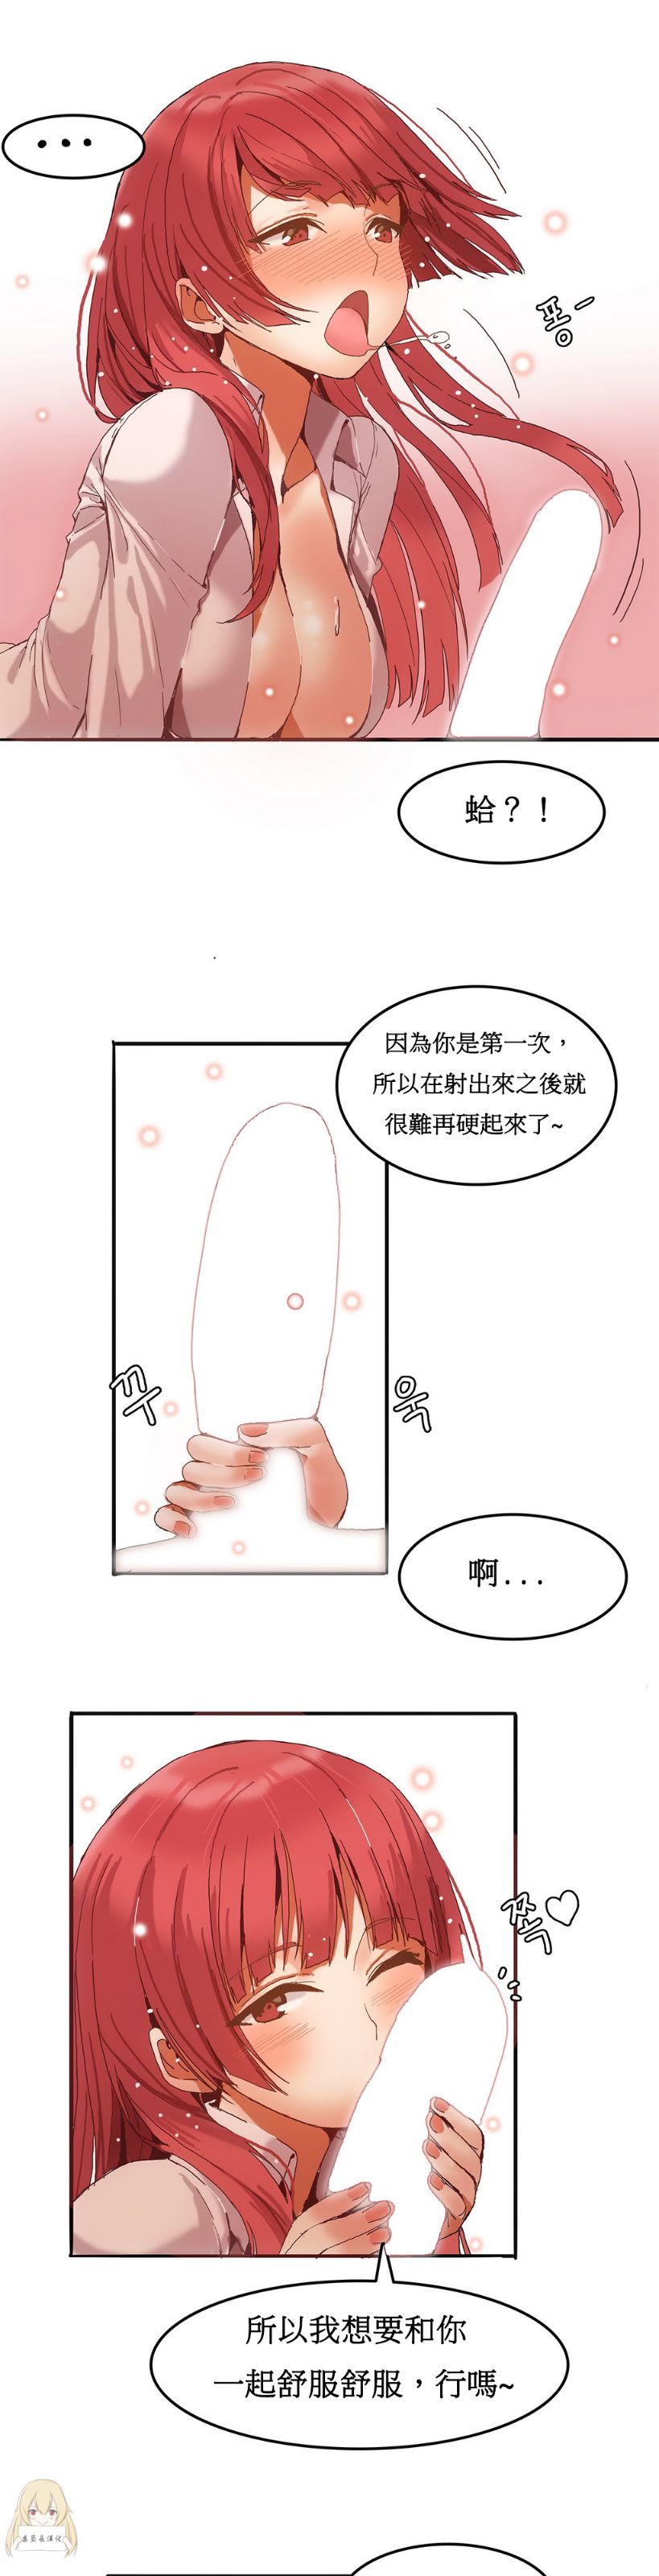 ...
퐁~
蛤？！
因為你是第一次，
所以在射出來之後就
很難再硬起來了~
꾸
욱
啊...
쪽♡
所以我想要和你
一起舒服舒服，行嗎~